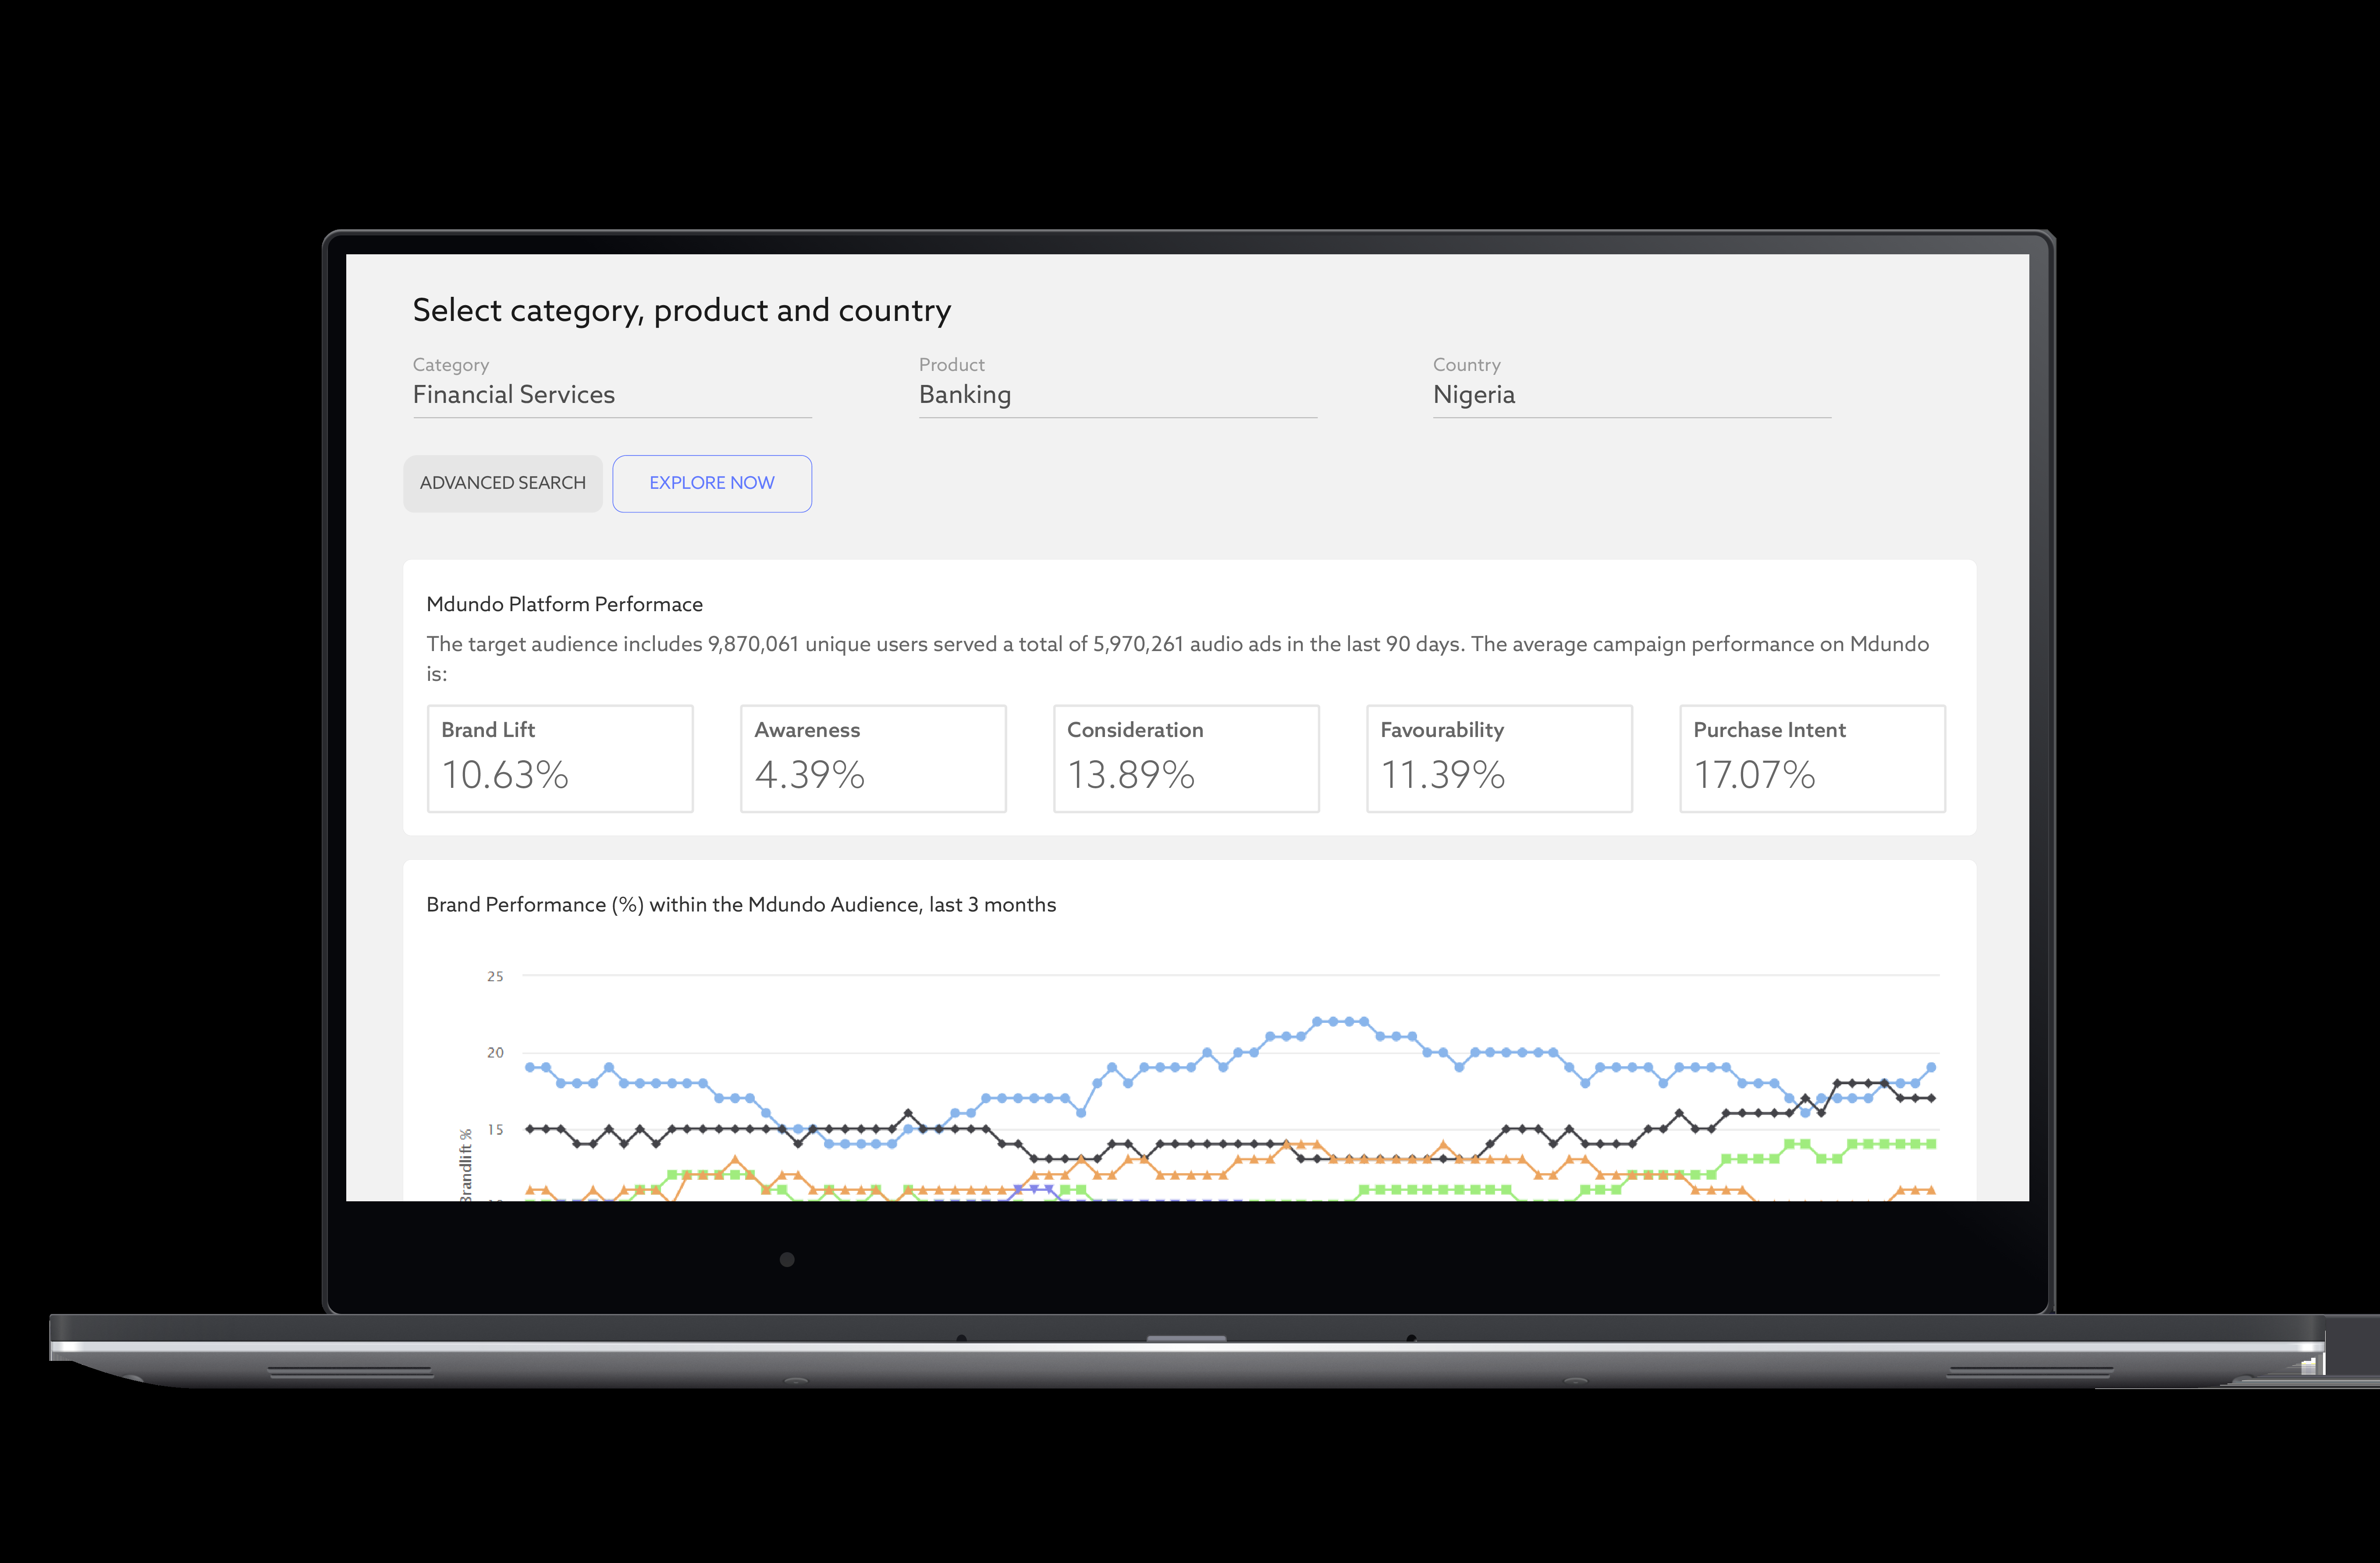 Select category, product and country
Category
Product
Country
Financial Services
Banking
Nigeria
ADVANCED SEARCH
EXPLORE NOW
Mdundo Platform Performace
The target audience includes 9,870,061 unique users served a total of 5,970,261 audio ads in the last 90 days. The average campaign performance on Mdundo
is:
Brand Lift
10.63%
Awareness
4.39%
Consideration
13.89%
Favourability
11.39%
Purchase Intent
17.07%
Brand Performance (%) within the Mdundo Audience, last 3 months
25
20
15
Brandlift %